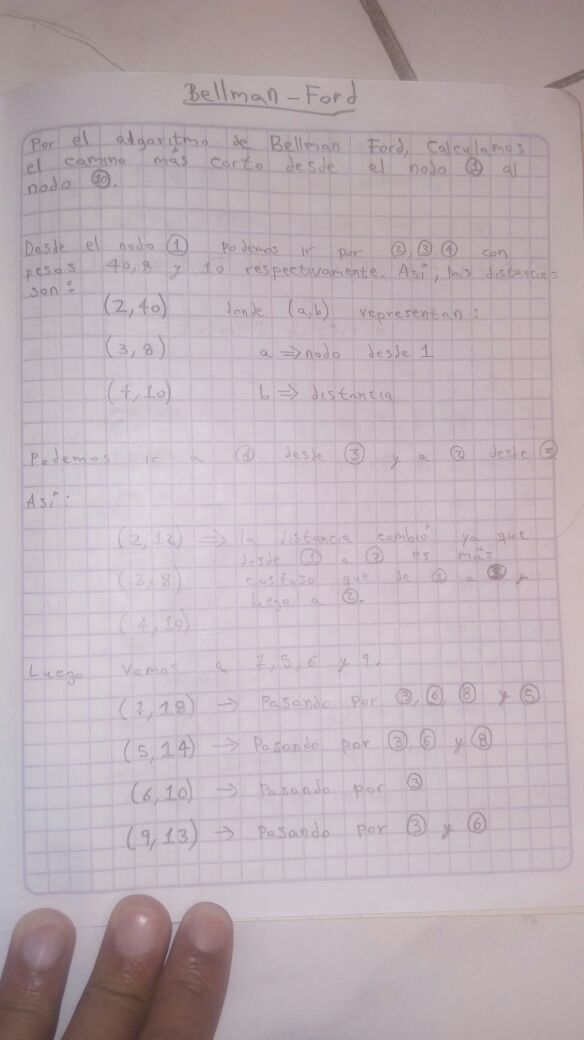 Bellman - Ford
Por el algoritmo de Bellman Ford, Calculamos
el camino más corto desde el nodo ① al
nodo ⑩.
Desde el nodo ① podemos ir por ②, ③, ④ con
pesos 40, 8 y 10 respectivamente. Así, las distancias
son:
(2,40) donde (a,b) representan:
(3,8) a ⇒ nodo desde 1
(4,10) b ⇒ distancia
Podemos ir a desde ③ y a ② desde ③
Así:
(2,12) ⇒ la distancia cambió ya que
desde ① a ② es más
(3,8) costoso que de ① a y
luego a ②.
(4,10)
Luego vamos a 7, 5, 6 y 9.
(7,18) → Pasando por ③, ⑥, ⑧ y ⑤
(5,14) → Pasando por ③, ⑥ y ⑧
(6,10) → Pasando por ③
(9,13) → Pasando por ③ y ⑥